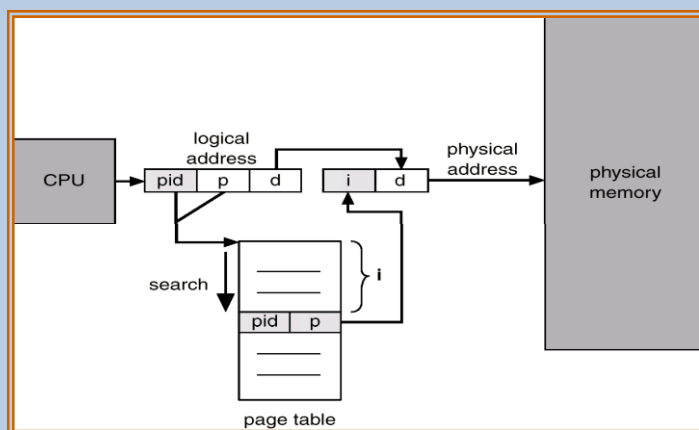 logical
address
CPU
pid p d
i d
physical
address
physical
memory
search
i
pid p
page table